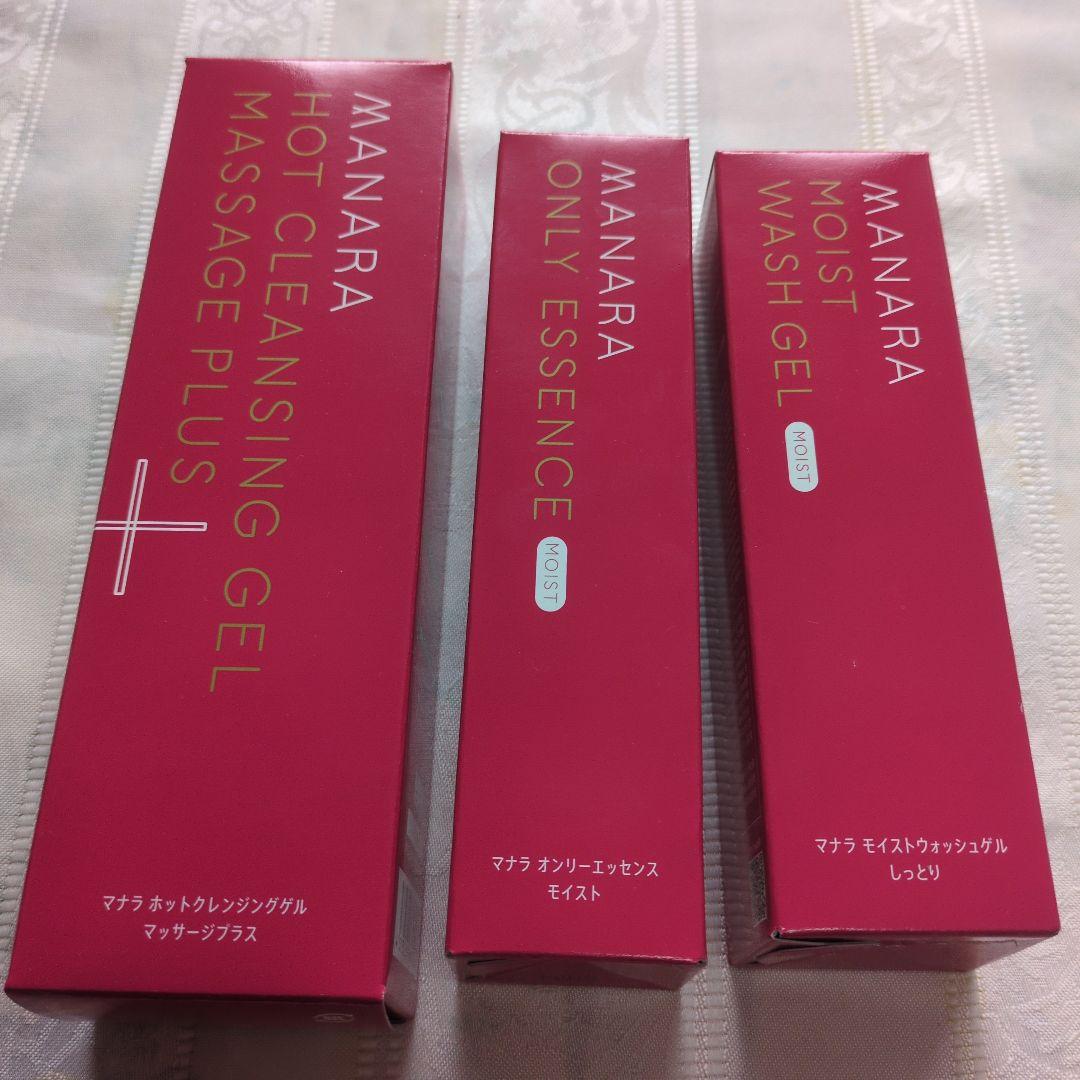 MANARA
HOT CLEANSING GEL
MASSAGE PLUS
マナラ ホットクレンジングゲル
マッサージプラス
MANARA
ONLY ESSENCE
MOIST
マナラ オンリーエッセンス
モイスト
MANARA
MOIST
WASH GEL
MOIST
マナラ モイストウォッシュゲル
しっとり